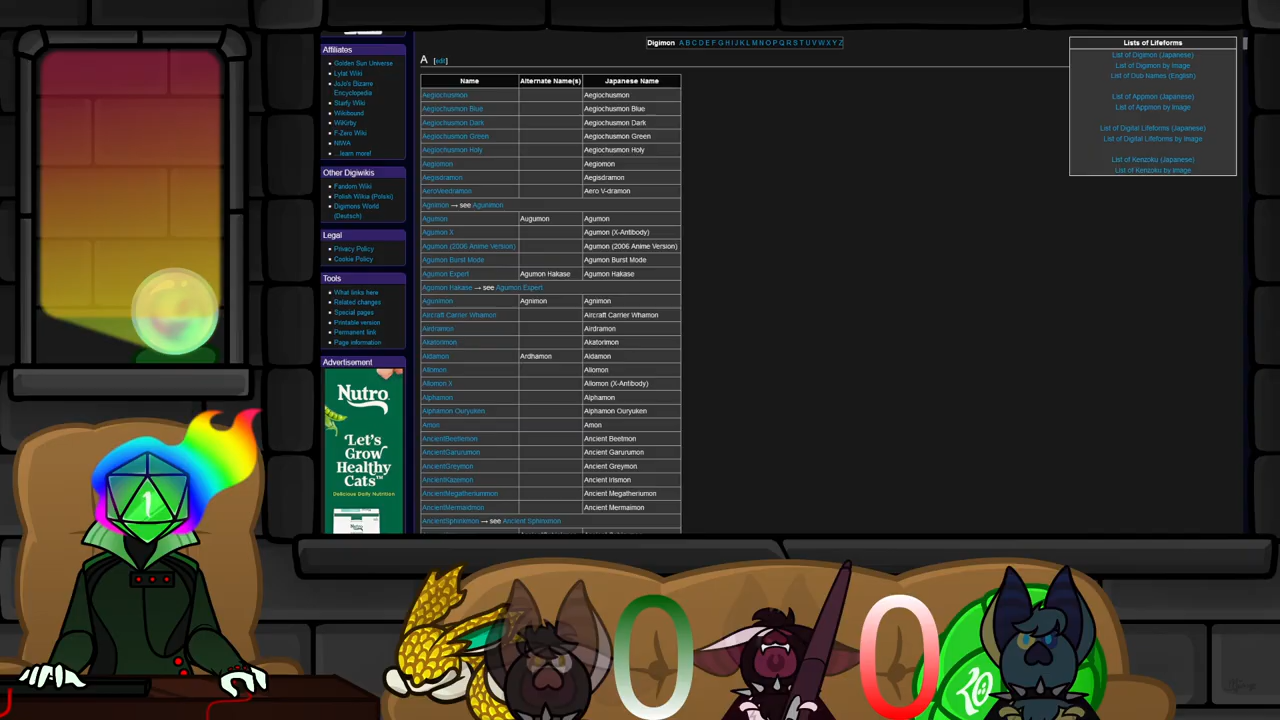 Affiliates
Golden Sun Universe
Lylat Wiki
JoJo's Bizarre
Encyclopedia
Starfy Wiki
Wikibound
WiKirby
F-Zero Wiki
NIWA
...learn more!
Other Digiwikis
Fandom Wiki
Polish Wikia (Polski)
Digimons World
(Deutsch)
Legal
Privacy Policy
Cookie Policy
Tools
What links here
Related changes
Special pages
Printable version
Permanent link
Page information
Advertisement
Nutro
Let's
Grow
Healthy
Cats
Delicious Daily Nutrition
Digimon A B C D E F G H I J K L M N O P Q R S T U V W X Y Z
A [edit]
Name Alternate Name(s) Japanese Name
Aegiochusmon Aegiochusmon
Aegiochusmon Blue Aegiochusmon Blue
Aegiochusmon Dark Aegiochusmon Dark
Aegiochusmon Green Aegiochusmon Green
Aegiochusmon Holy Aegiochusmon Holy
Aegiomon Aegiomon
Aegisdramon Aegisdramon
AeroVeedramon Aero V-dramon
Agnimon → see Agunimon
Agumon Augumon Agumon
Agumon X Agumon (X-Antibody)
Agumon (2006 Anime Version) Agumon (2006 Anime Version)
Agumon Burst Mode Agumon Burst Mode
Agumon Expert Agumon Hakase Agumon Hakase
Agumon Hakase → see Agumon Expert
Agunimon Agnimon Agnimon
Aircraft Carrier Whamon Aircraft Carrier Whamon
Airdramon Airdramon
Akatorimon Akatorimon
Aldamon Ardhamon Aldamon
Allomon Allomon
Allomon X Allomon (X-Antibody)
Alphamon Alphamon
Alphamon Ouryuken Alphamon Ouryuken
Amon Amon
AncientBeetlemon Ancient Beetmon
AncientGarurumon Ancient Garurumon
AncientGreymon Ancient Greymon
AncientKazemon Ancient Irismon
AncientMegatheriummon Ancient Megatheriumon
AncientMermaidmon Ancient Mermaimon
AncientSphinxmon → see Ancient Sphinxmon
Lists of Lifeforms
List of Digimon (Japanese)
List of Digimon by Image
List of Dub Names (English)
List of Appmon (Japanese)
List of Appmon by Image
List of Digital Lifeforms (Japanese)
List of Digital Lifeforms by Image
List of Kenzoku (Japanese)
List of Kenzoku by Image
1
0
0